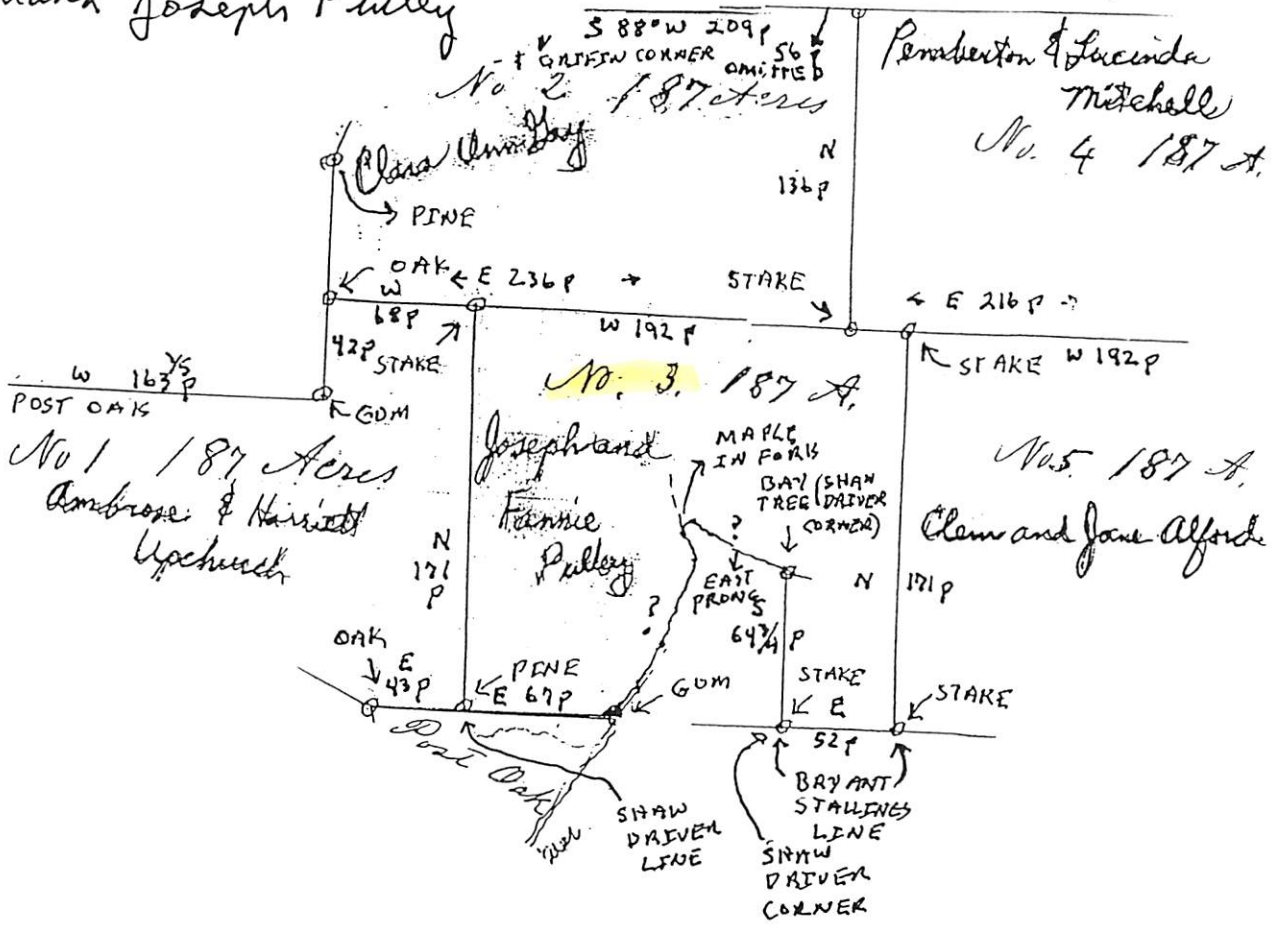 Joseph Pulley
S 88° W 209 P
GRIFFIN CORNER
56 P
OMITTED
No 2 187 Acres
Clara Ann Gay
Pemberton & Lucinda
Mitchell
No. 4 187 A.
N
136 P
PINE
OAK
E 236 P
STAKE
E 216 P
W
68 P
W 192 P
STAKE
W 192 P
42 P
STAKE
W 163 1/5 P
POST OAK
GUM
No. 3. 187 A.
No 1 187 Acres
Ambrose & Harriett
Upchurch
Joseph and
Fannie
Pulley
MAPLE
IN FORK
BAY
TREE
(SHAW
DRIVER
CORNER)
No. 5. 187 A.
Clem and Jane Alford
N
171
P
?
EAST
PRONG
S
64 3/4 P
N 171 P
?
OAK
E
43 P
PINE
E 67 P
GUM
STAKE
E
52 P
STAKE
Post Oak
SHAW
DRIVER
LINE
BRYANT
STALLINGS
LINE
SHAW
DRIVER
CORNER